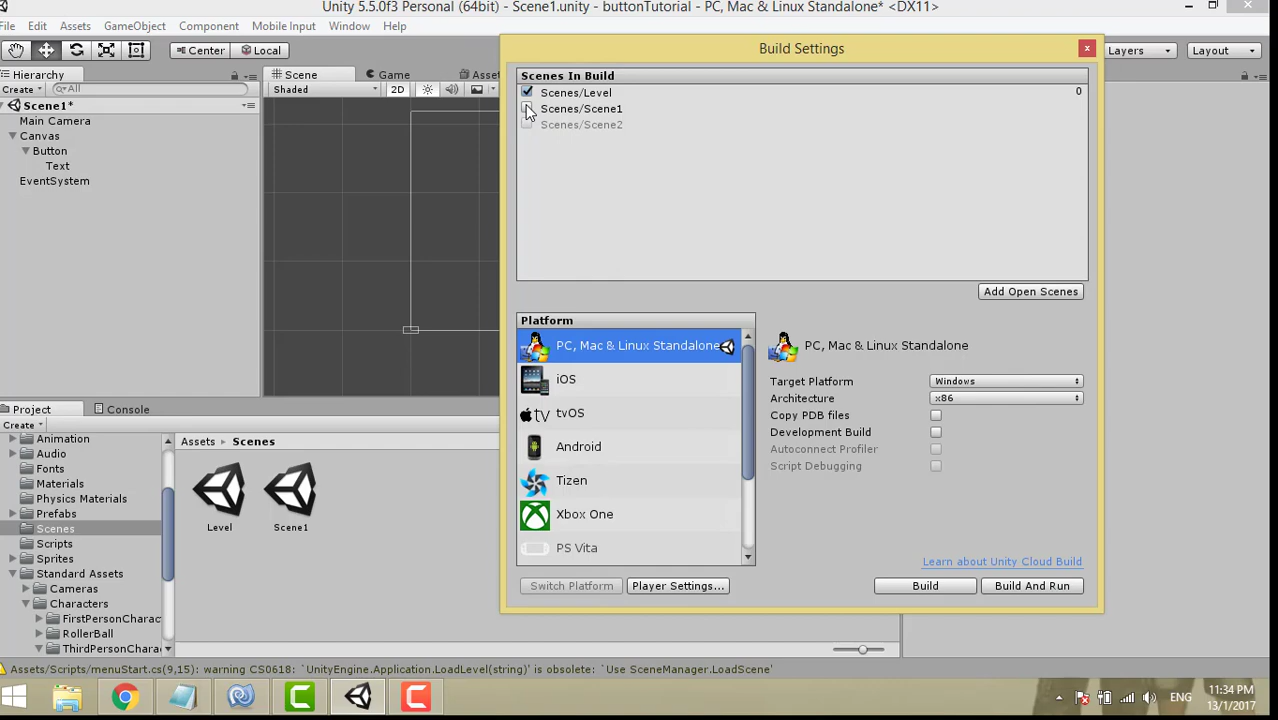 Unity 5.5.0f3 Personal (64bit) - Scene1.unity - buttonTutorial - PC, Mac & Linux Standalone* <DX11>
File Edit Assets GameObject Component Mobile Input Window Help
Center Local Layers Layout
Build Settings
Hierarchy Scene Game Asset
Create All Shaded 2D
Scenes In Build
Scenes/Level 0
Scenes/Scene1
Scenes/Scene2
Scene1*
Main Camera
Canvas
Button
Text
EventSystem
Add Open Scenes
Platform
PC, Mac & Linux Standalone
iOS
tvOS
Android
Tizen
Xbox One
PS Vita
PC, Mac & Linux Standalone
Target Platform Windows
Architecture x86
Copy PDB files
Development Build
Autoconnect Profiler
Script Debugging
Learn about Unity Cloud Build
Switch Platform Player Settings... Build Build And Run
Project Console
Create
Animation
Audio
Fonts
Materials
Physics Materials
Prefabs
Scenes
Scripts
Sprites
Standard Assets
Cameras
Characters
FirstPersonCharac
RollerBall
ThirdPersonCharac
Assets Scenes
Level Scene1
Assets/Scripts/menuStart.cs(9,15): warning CS0618: `UnityEngine.Application.LoadLevel(string)' is obsolete: `Use SceneManager.LoadScene'
ENG
11:34 PM
13/1/2017